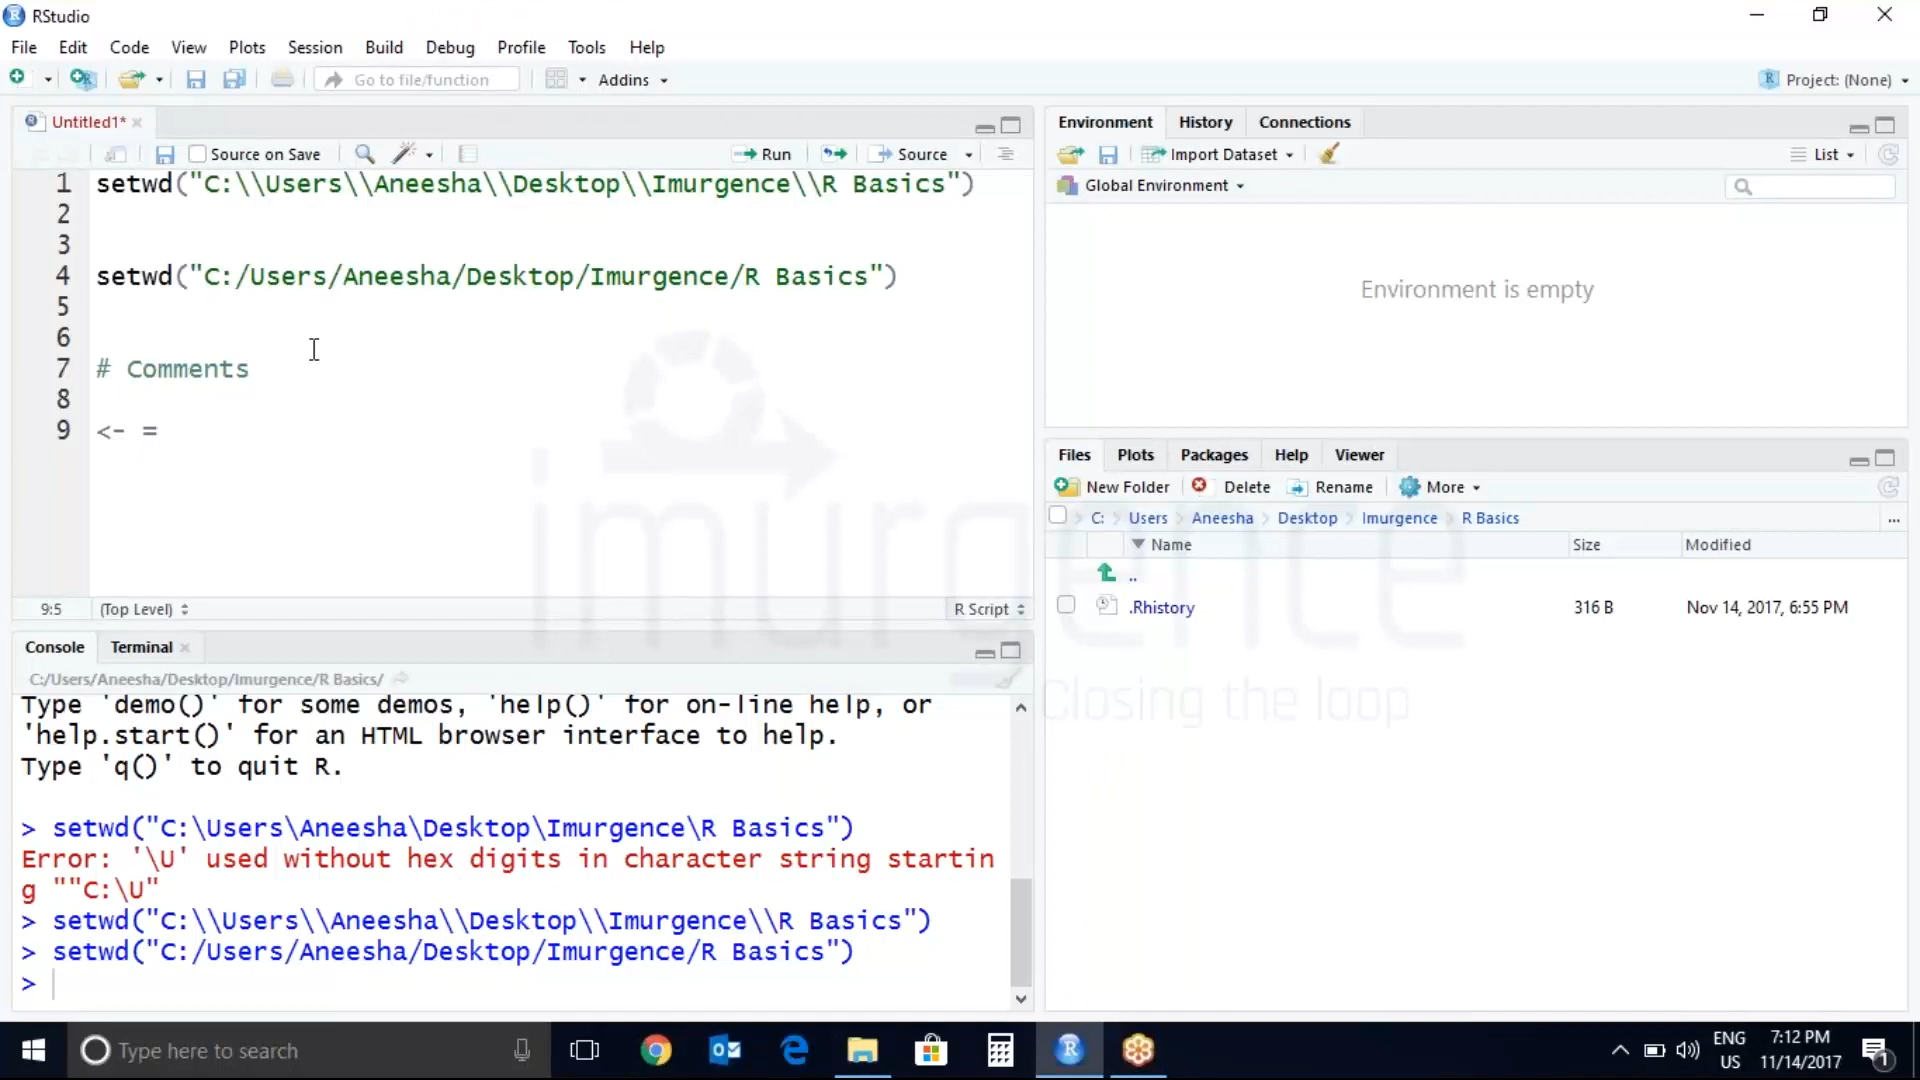 RStudio
File Edit Code View Plots Session Build Debug Profile Tools Help
Go to file/function Addins Project: (None)
Untitled1*
Source on Save Run Source
1 setwd("C:\\Users\\Aneesha\\Desktop\\Imurgence\\R Basics")
2
3
4 setwd("C:/Users/Aneesha/Desktop/Imurgence/R Basics")
5
6
7 # Comments
8
9 <- =
9:5 (Top Level) R Script
Console Terminal
C:/Users/Aneesha/Desktop/Imurgence/R Basics/
Type 'demo()' for some demos, 'help()' for on-line help, or
'help.start()' for an HTML browser interface to help.
Type 'q()' to quit R.
> setwd("C:\Users\Aneesha\Desktop\Imurgence\R Basics")
Error: '\U' used without hex digits in character string startin
g ""C:\U"
> setwd("C:\\Users\\Aneesha\\Desktop\\Imurgence\\R Basics")
> setwd("C:/Users/Aneesha/Desktop/Imurgence/R Basics")
>
Environment History Connections
Import Dataset List
Global Environment
Environment is empty
Files Plots Packages Help Viewer
New Folder Delete Rename More
C: Users Aneesha Desktop Imurgence R Basics ...
Name Size Modified
..
.Rhistory 316 B Nov 14, 2017, 6:55 PM
imurgence
Closing the loop
Type here to search
ENG
US
7:12 PM
11/14/2017
1